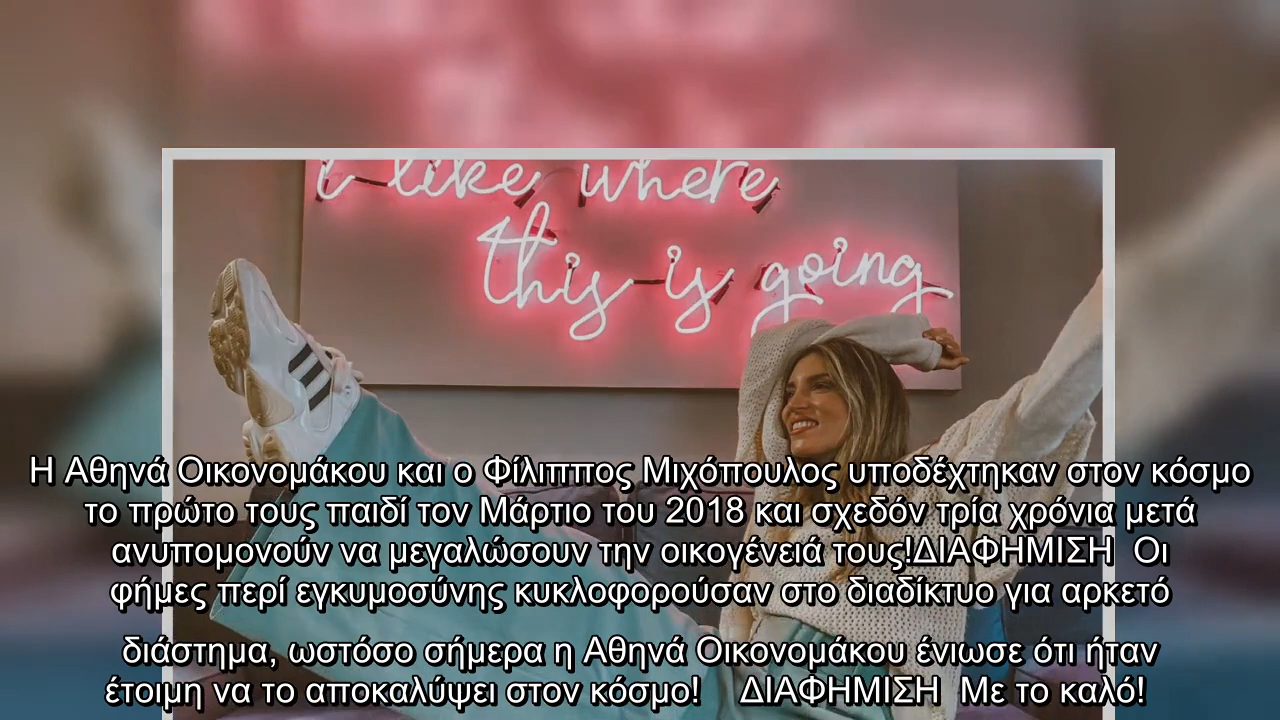 i like where
this is going
Η Αθηνά Οικονομάκου και ο Φίλιππος Μιχόπουλος υποδέχτηκαν στον κόσμο
το πρώτο τους παιδί τον Μάρτιο του 2018 και σχεδόν τρία χρόνια μετά
ανυπομονούν να μεγαλώσουν την οικογένειά τους!ΔΙΑΦΗΜΙΣΗ Οι
φήμες περί εγκυμοσύνης κυκλοφορούσαν στο διαδίκτυο για αρκετό
διάστημα, ωστόσο σήμερα η Αθηνά Οικονομάκου ένιωσε ότι ήταν
έτοιμη να το αποκαλύψει στον κόσμο! ΔΙΑΦΗΜΙΣΗ Με το καλό!